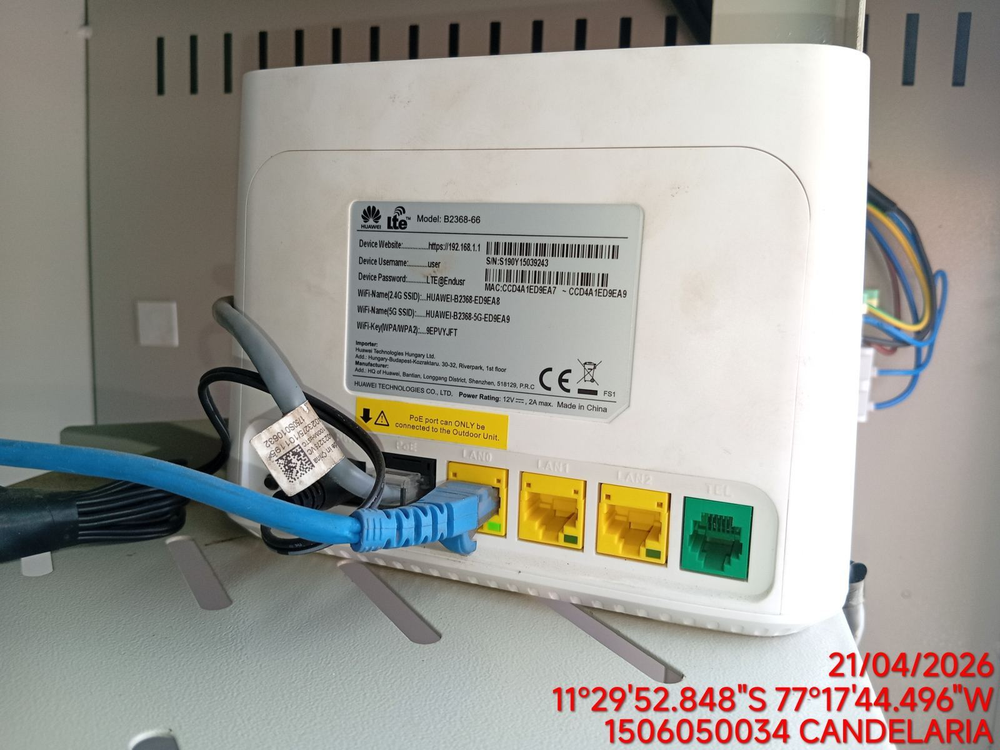 HUAWEI
Lte™ Model: B2368-66
Device Website:................https://192.168.1.1
S/N:S190Y15039243
Device Username:...........user
Device Password:...........LTE@Endusr
MAC:CCD4A1ED9EA7 ~ CCD4A1ED9EA9
WiFi-Name(2.4G SSID):...HUAWEI-B2368-ED9EA8
WiFi-Name(5G SSID):......HUAWEI-B2368-5G-ED9EA9
WiFi-Key(WPA/WPA2):....9EPVYJFT
Importer:
Huawei Technologies Hungary Ltd.
Add.: Hungary-Budapest-Kozraktaru. 30-32, Riverpark, 1st floor
Manufacturer:
Add.: HQ of Huawei, Bantian, Longgang District, Shenzhen, 518129, P.R.C
CE
FS1
HUAWEI TECHNOLOGIES CO., LTD. Power Rating: 12V⎓, 2A max. Made in China
PoE port can ONLY be
connected to the Outdoor Unit.
PoE
LAN0
LAN1
LAN2
TEL
1750S010632
in China
21/04/2026
11°29'52.848"S 77°17'44.496"W
1506050034 CANDELARIA